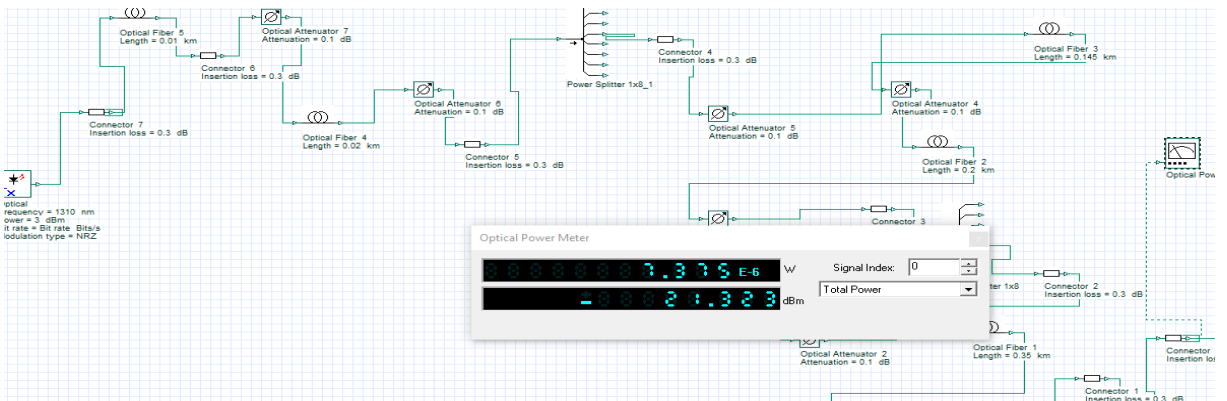 Optical Fiber 5
Length = 0.01 km
Optical Attenuator 7
Attenuation = 0.1 dB
Connector 6
Insertion loss = 0.3 dB
Connector 7
Insertion loss = 0.3 dB
Optical Fiber 4
Length = 0.02 km
Optical Attenuator 6
Attenuation = 0.1 dB
Connector 5
Insertion loss = 0.3 dB
Power Splitter 1x8_1
Connector 4
Insertion loss = 0.3 dB
Optical Attenuator 5
Attenuation = 0.1 dB
Optical Fiber 3
Length = 0.145 km
Optical Attenuator 4
Attenuation = 0.1 dB
Optical Fiber 2
Length = 0.2 km
Optical Pow
ptical
requency = 1310 nm
ower = 3 dBm
it rate = Bit rate Bits/s
odulation type = NRZ
Connector 3
Optical Power Meter
7.375 E-6 W
- 21.323 dBm
Signal Index: 0
Total Power
ter 1x8
Connector 2
Insertion loss = 0.3 dB
Optical Attenuator 2
Attenuation = 0.1 dB
Optical Fiber 1
Length = 0.35 km
Connector
Insertion los
Connector 1
Insertion loss = 0.3 dB